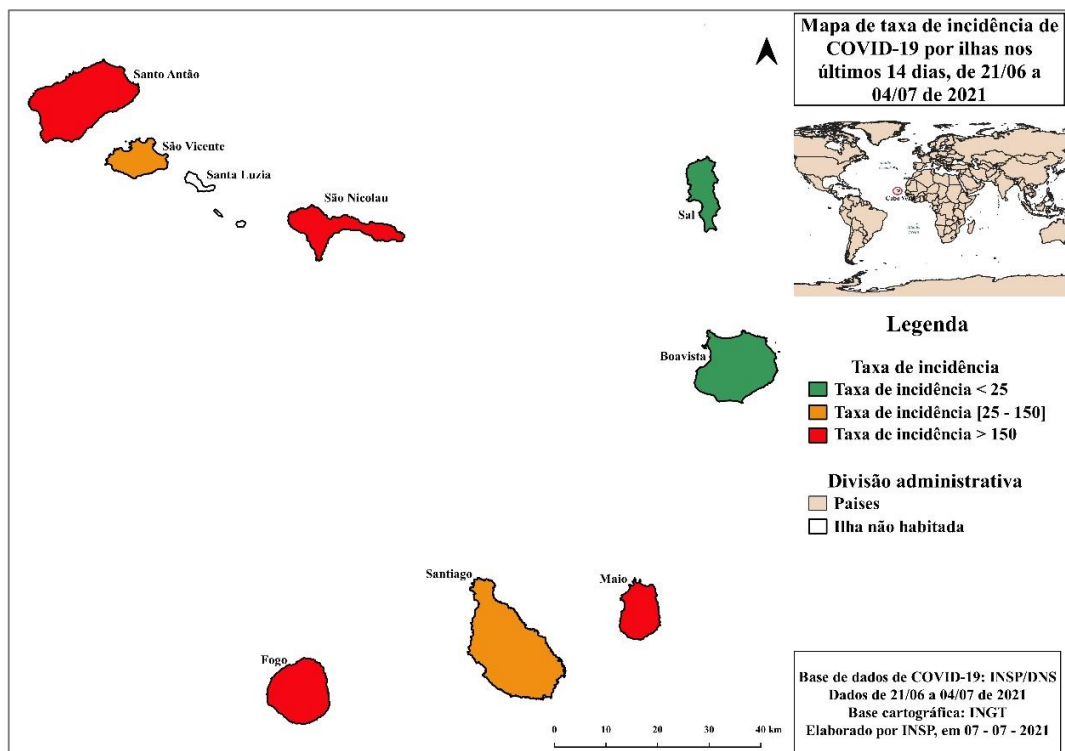 Mapa de taxa de incidência de
COVID-19 por ilhas nos
últimos 14 dias, de 21/06 a
04/07 de 2021
Santo Antão
São Vicente
Santa Luzia
São Nicolau
Sal
Boavista
Santiago
Maio
Fogo
Legenda
Taxa de incidência
Taxa de incidência < 25
Taxa de incidência [25 - 150]
Taxa de incidência > 150
Divisão administrativa
Paises
Ilha não habitada
0 10 20 30 40 km
Base de dados de COVID-19: INSP/DNS
Dados de 21/06 a 04/07 de 2021
Base cartográfica: INGT
Elaborado por INSP, em 07 - 07 - 2021